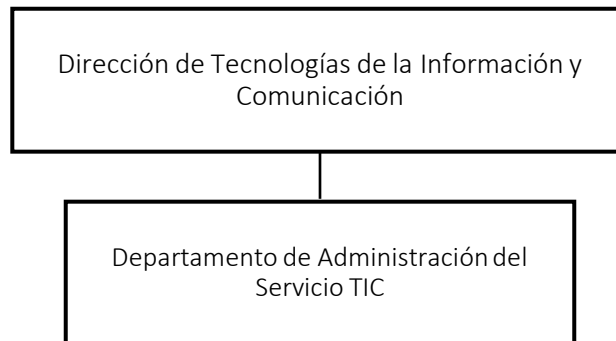 Dirección de Tecnologías de la Información y
Comunicación
Departamento de Administración del
Servicio TIC